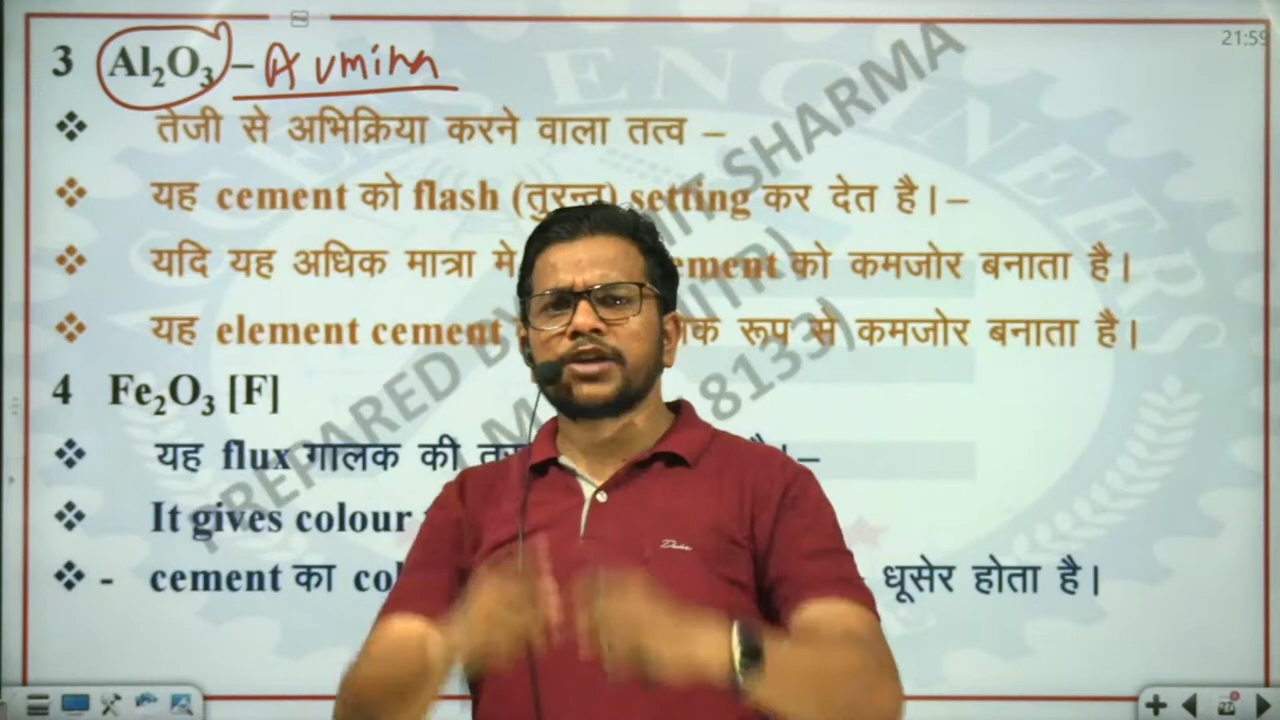 21:59
3 Al₂O₃ – Alumina
❖ तेजी से अभिक्रिया करने वाला तत्व –
❖ यह cement को flash (तुरन्त) setting कर देत है।–
❖ यदि यह अधिक मात्रा मे ement को कमजोर बनाता है।
❖ यह element cement रूप से कमजोर बनाता है।
4 Fe₂O₃ [F]
❖ यह flux गालक की है।–
❖ It gives colour
❖ - cement का धूसेर होता है।
PREPARED BY SHARMA
8133)